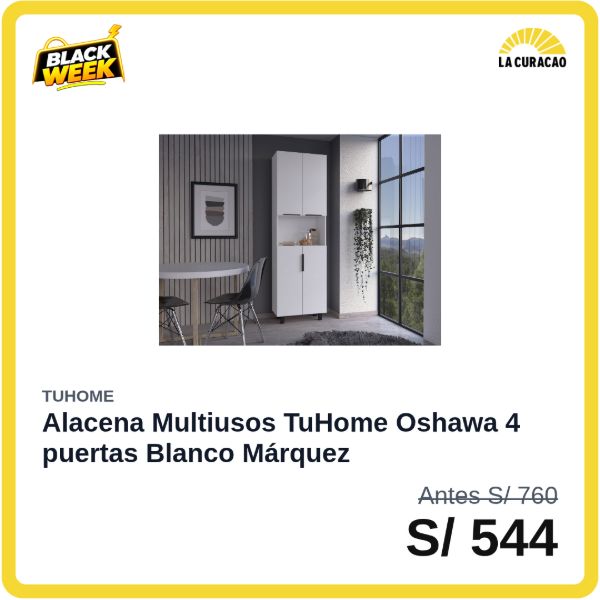 BLACK
WEEK
LA CURACAO
TUHOME
Alacena Multiusos TuHome Oshawa 4
puertas Blanco Márquez
Antes S/ 760
S/ 544